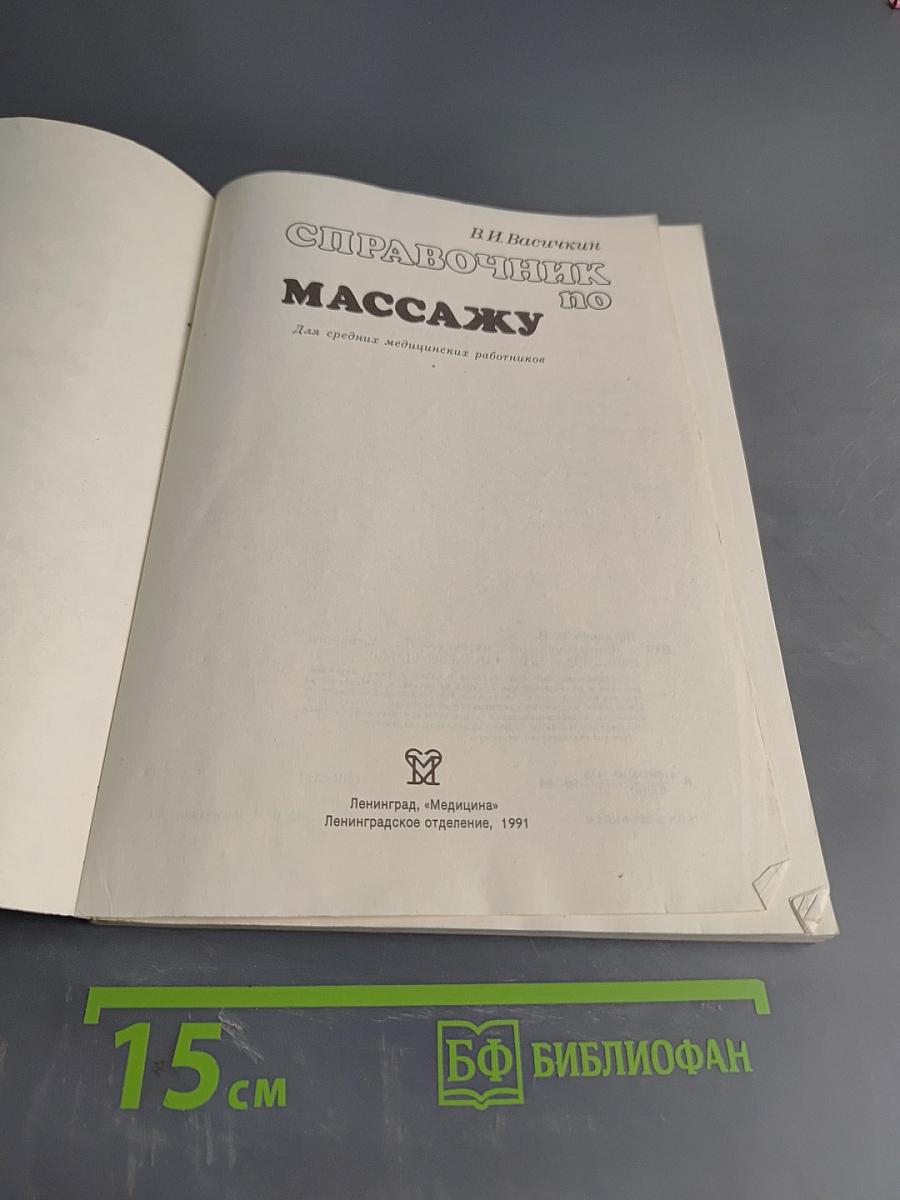 В.И.Васичкин
СПРАВОЧНИК
по
МАССАЖУ
Для средних медицинских работников
Ленинград, «Медицина»
Ленинградское отделение, 1991
15 см
БФ БИБЛИОФАН